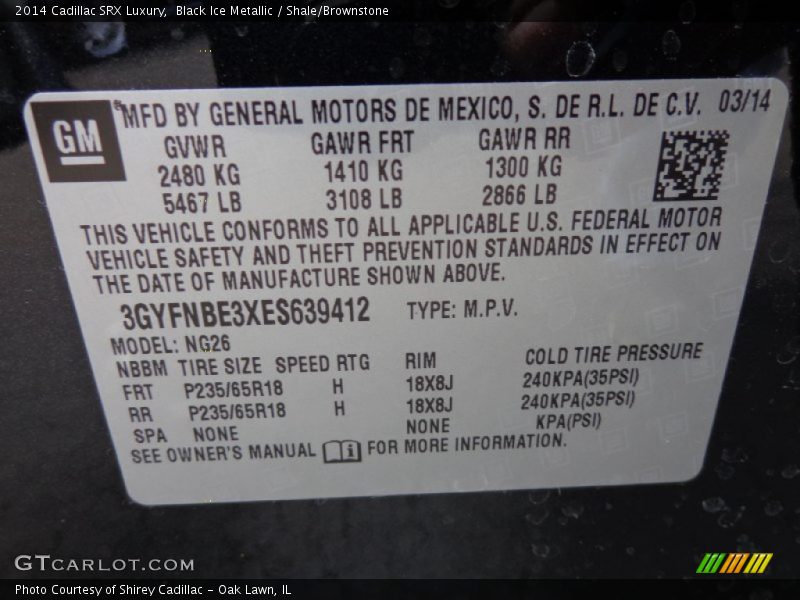 2014 Cadillac SRX Luxury,  Black Ice Metallic / Shale/Brownstone
GM
MFD BY GENERAL MOTORS DE MEXICO, S. DE R.L. DE C.V. 03/14
GVWR GAWR FRT GAWR RR
2480 KG 1410 KG 1300 KG
5467 LB 3108 LB 2866 LB
THIS VEHICLE CONFORMS TO ALL APPLICABLE U.S. FEDERAL MOTOR
VEHICLE SAFETY AND THEFT PREVENTION STANDARDS IN EFFECT ON
THE DATE OF MANUFACTURE SHOWN ABOVE.
3GYFNBE3XES639412 TYPE: M.P.V.
MODEL: NG26
NBBM TIRE SIZE SPEED RTG RIM COLD TIRE PRESSURE
FRT P235/65R18 H 18X8J 240KPA(35PSI)
RR P235/65R18 H 18X8J 240KPA(35PSI)
SPA NONE NONE KPA(PSI)
SEE OWNER'S MANUAL i FOR MORE INFORMATION.
GTCARLOT.COM
Photo Courtesy of Shirey Cadillac - Oak Lawn, IL